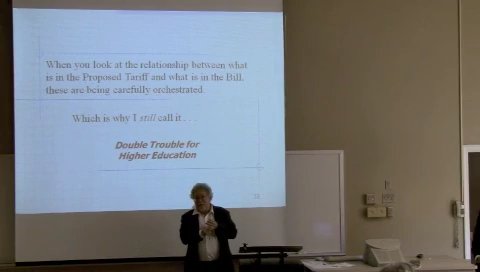 When you look at the relationship between what
is in the Proposed Tariff and what is in the Bill,
these are being carefully orchestrated.
Which is why I still call it . . .
Double Trouble for
Higher Education